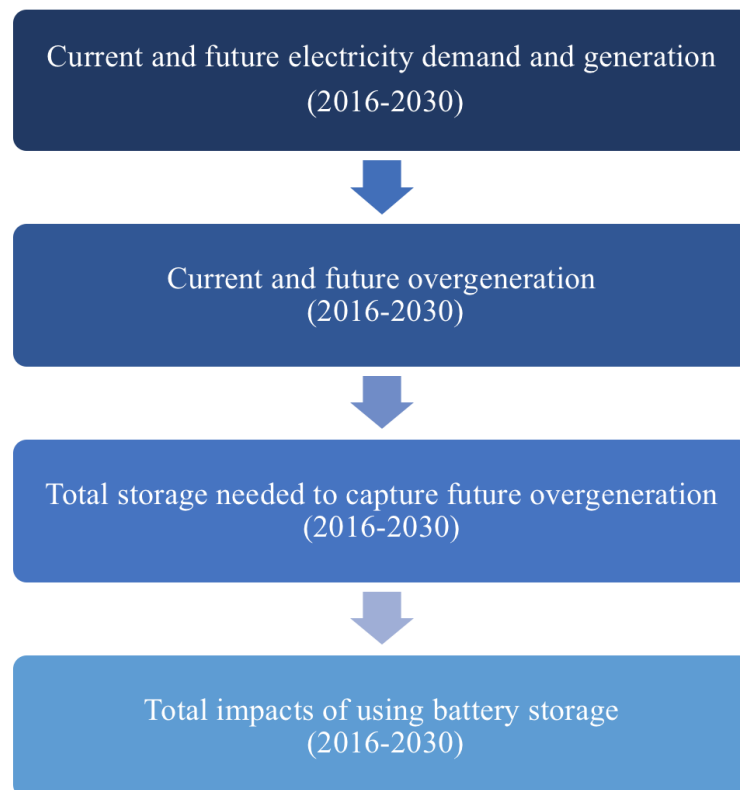 Current and future electricity demand and generation
(2016-2030)
Current and future overgeneration
(2016-2030)
Total storage needed to capture future overgeneration
(2016-2030)
Total impacts of using battery storage
(2016-2030)